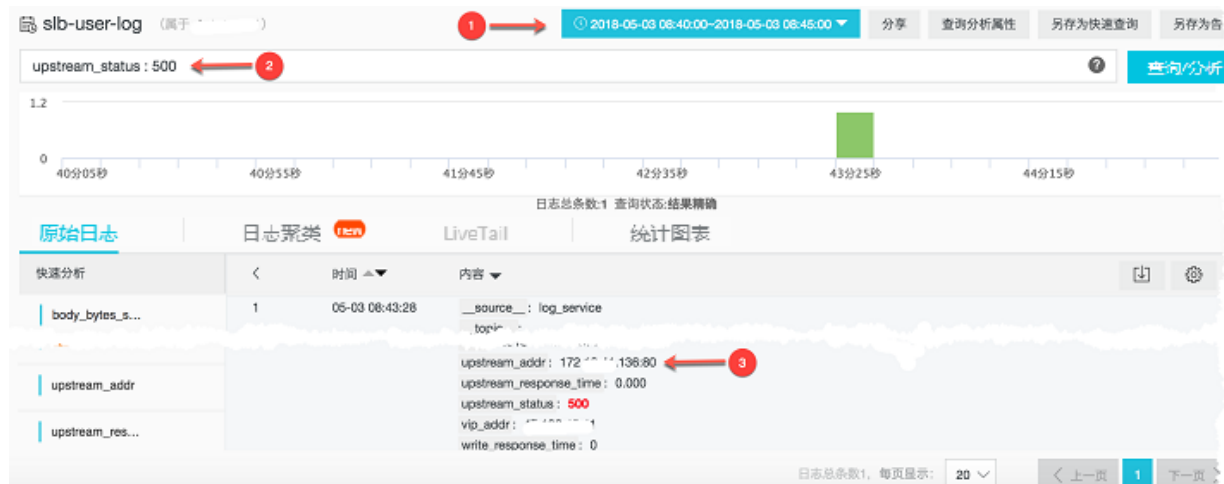 slb-user-log (属于 )
1
2018-05-03 08:40:00~2018-05-03 08:45:00
分享
查询分析属性
另存为快速查询
另存为告
upstream_status : 500
2
?
查询/分析
1.2
0
40分05秒
40分55秒
41分45秒
42分35秒
43分25秒
44分15秒
日志总条数:1 查询状态:结果精确
原始日志
日志聚类
new
LiveTail
统计图表
快速分析
时间
内容
body_bytes_s...
1
05-03 08:43:28
__source__ : log_service
upstream_addr : 172. .136:80
3
upstream_addr
upstream_response_time : 0.000
upstream_status : 500
vip_addr :
upstream_res...
write_response_time : 0
日志总条数1, 每页显示:
20
上一页
1
下一页